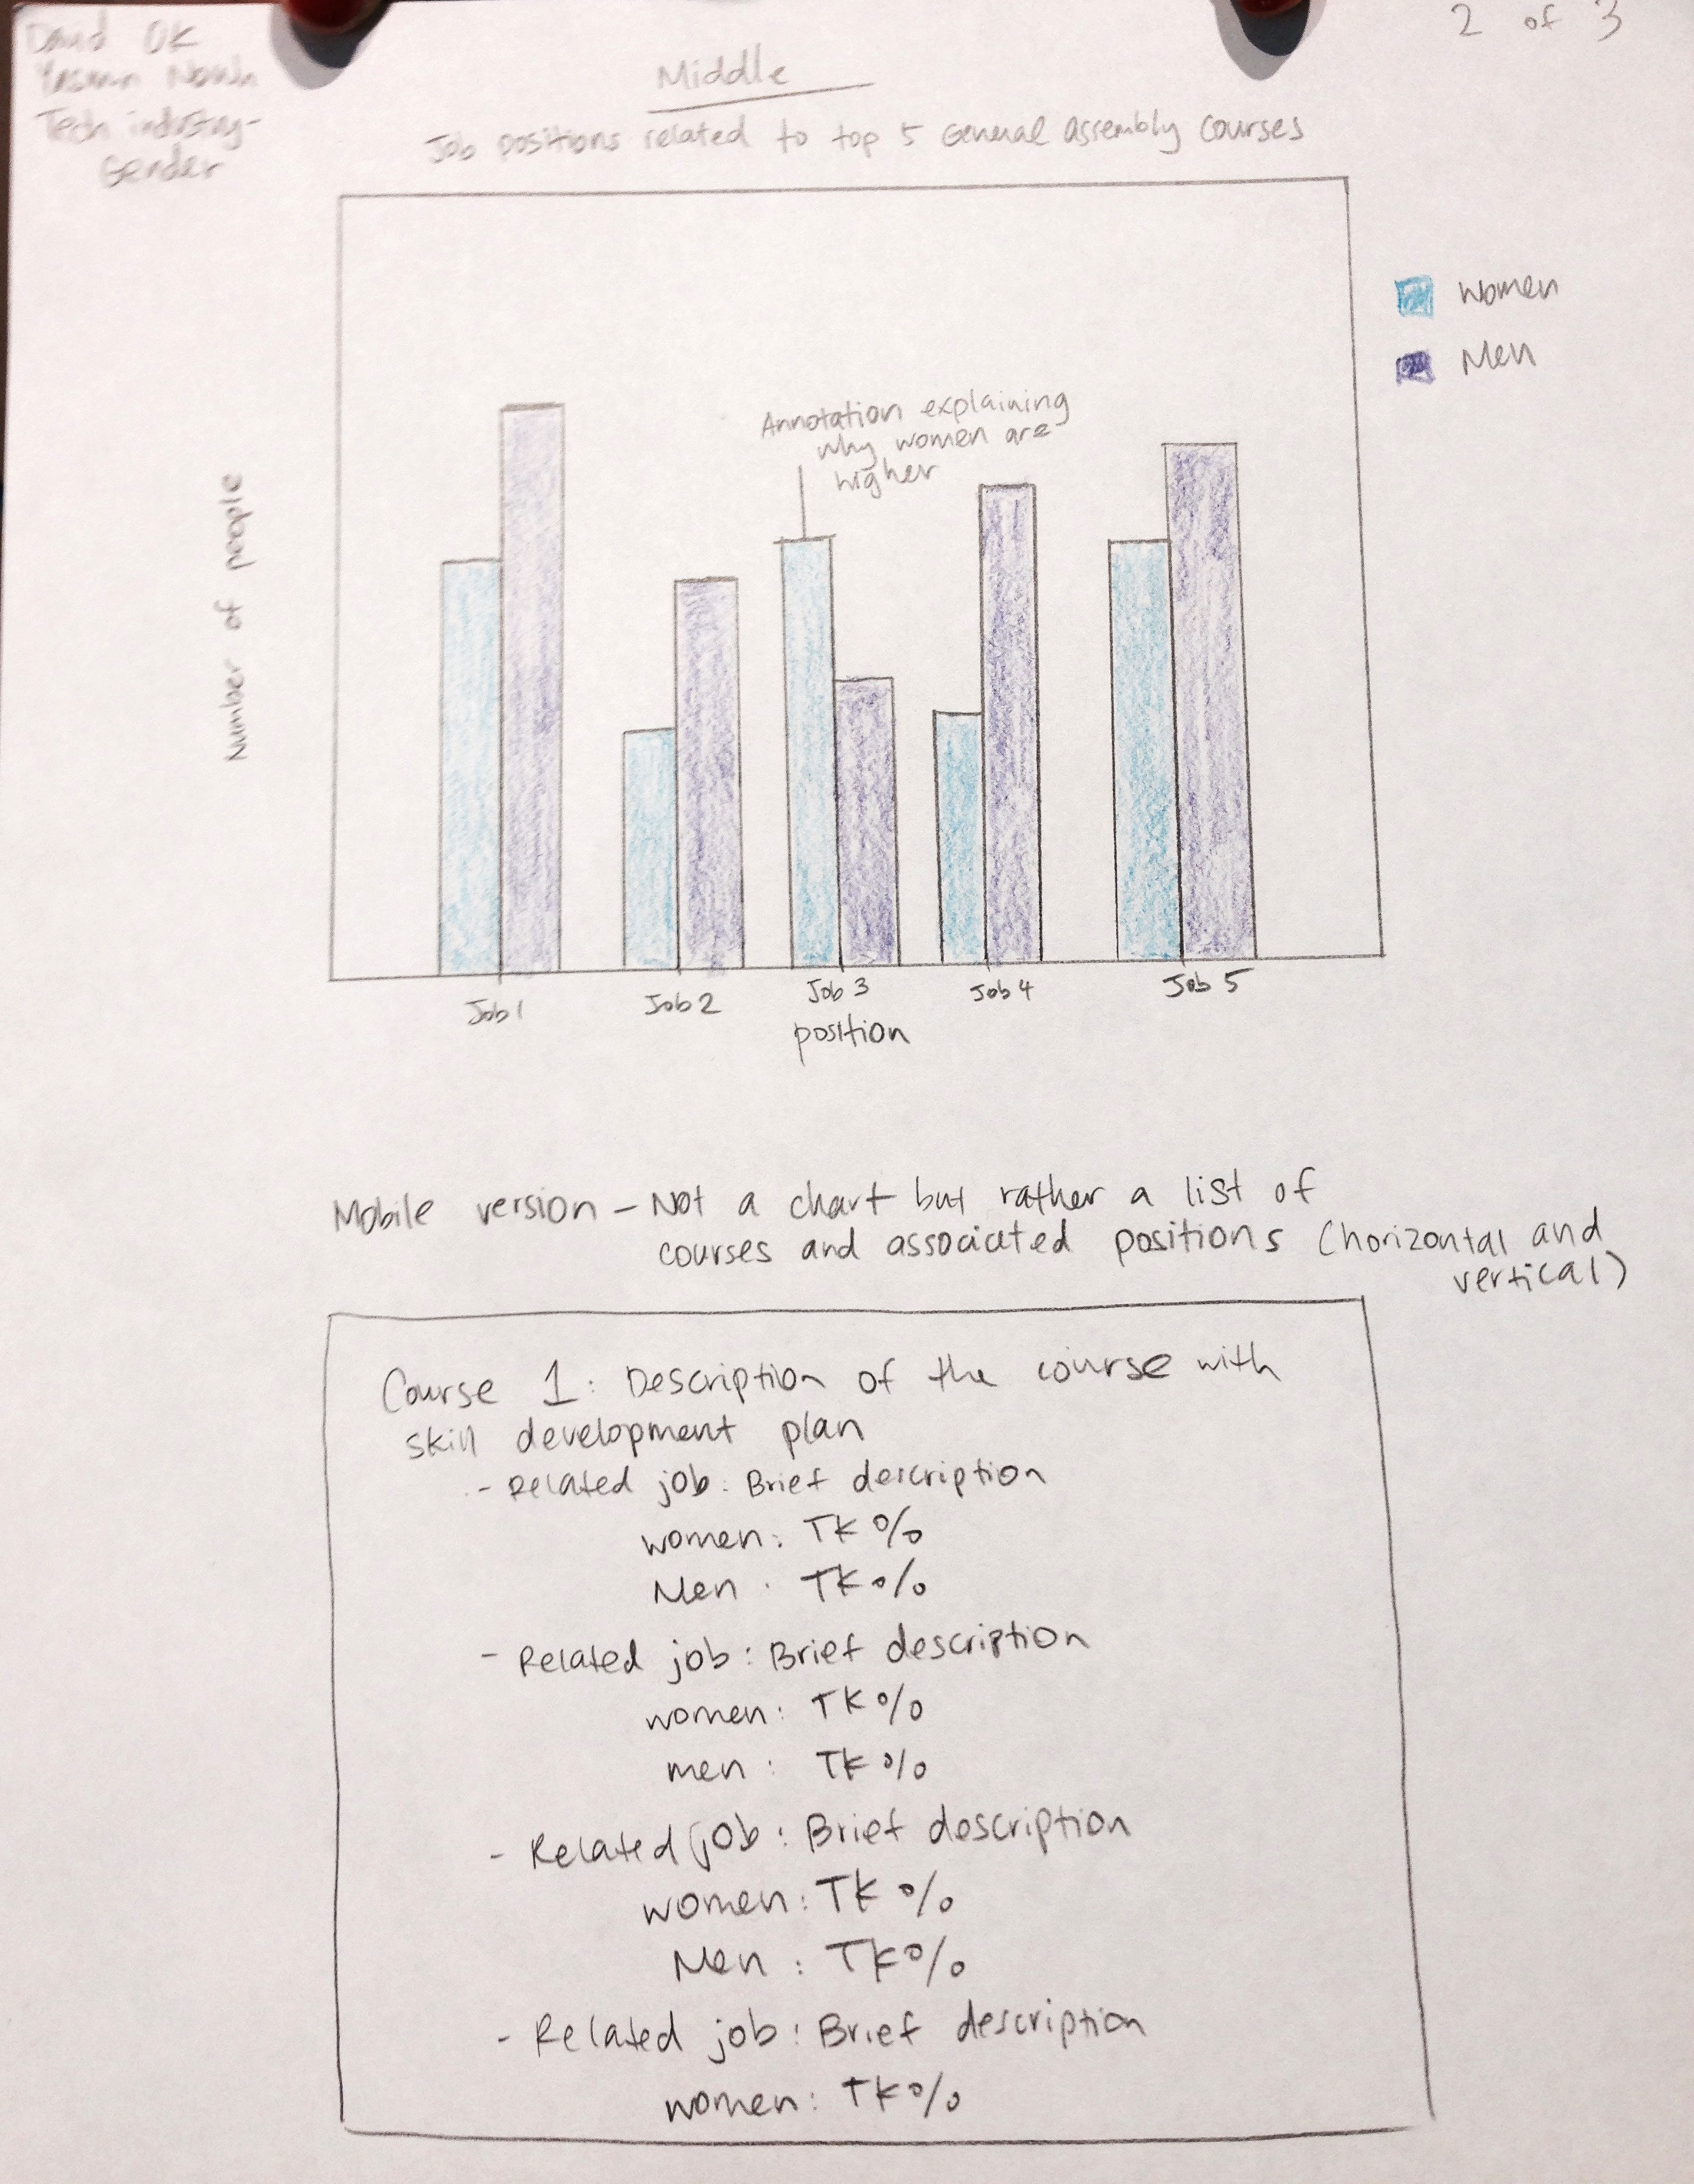 David OK
Yasmin
Tech industry-
Gender
2 of 3
Middle
Job positions related to top 5 General Assembly courses
Women
Men
Annotation explaining
why women are
higher
Number of people
Job 1
Job 2
Job 3
Job 4
Job 5
position
Mobile version - Not a chart but rather a list of
courses and associated positions (horizontal and
vertical)
Course 1: Description of the course with
skill development plan
- Related job: Brief description
women: TK%
Men: TK%
- Related job: Brief description
women: TK%
men: TK%
- Related job: Brief description
women: TK%
Men: TK%
- Related job: Brief description
women: TK%